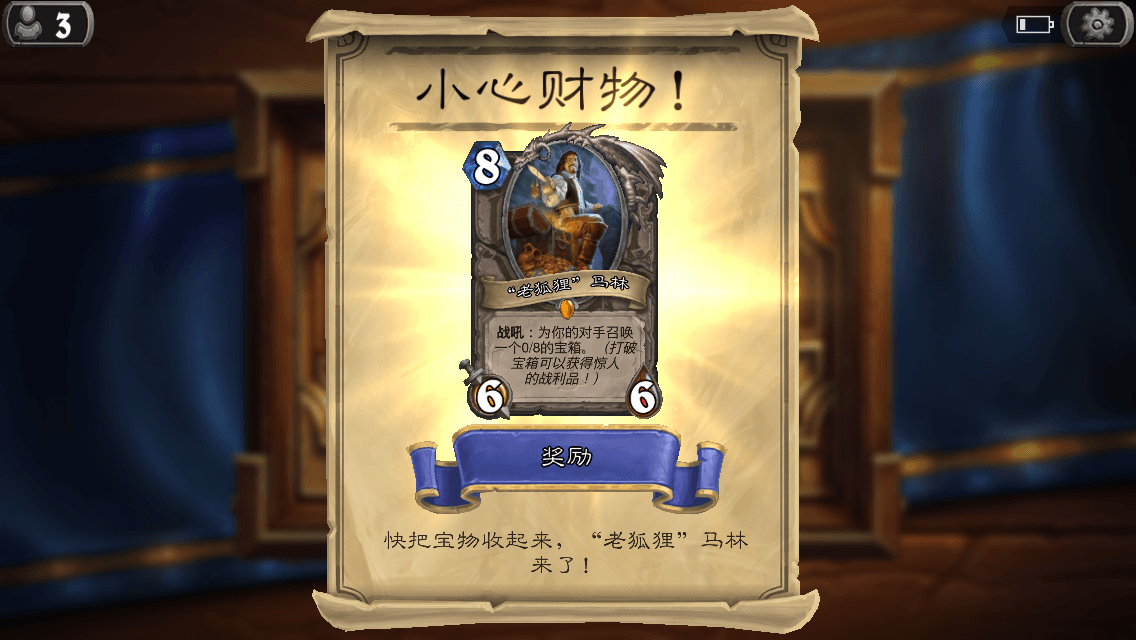 3
小心财物！
8
“老狐狸”马林
战吼：为你的对手召唤
一个0/8的宝箱。（打破
宝箱可以获得惊人
的战利品！）
6
6
奖励
快把宝物收起来，“老狐狸”马林
来了！